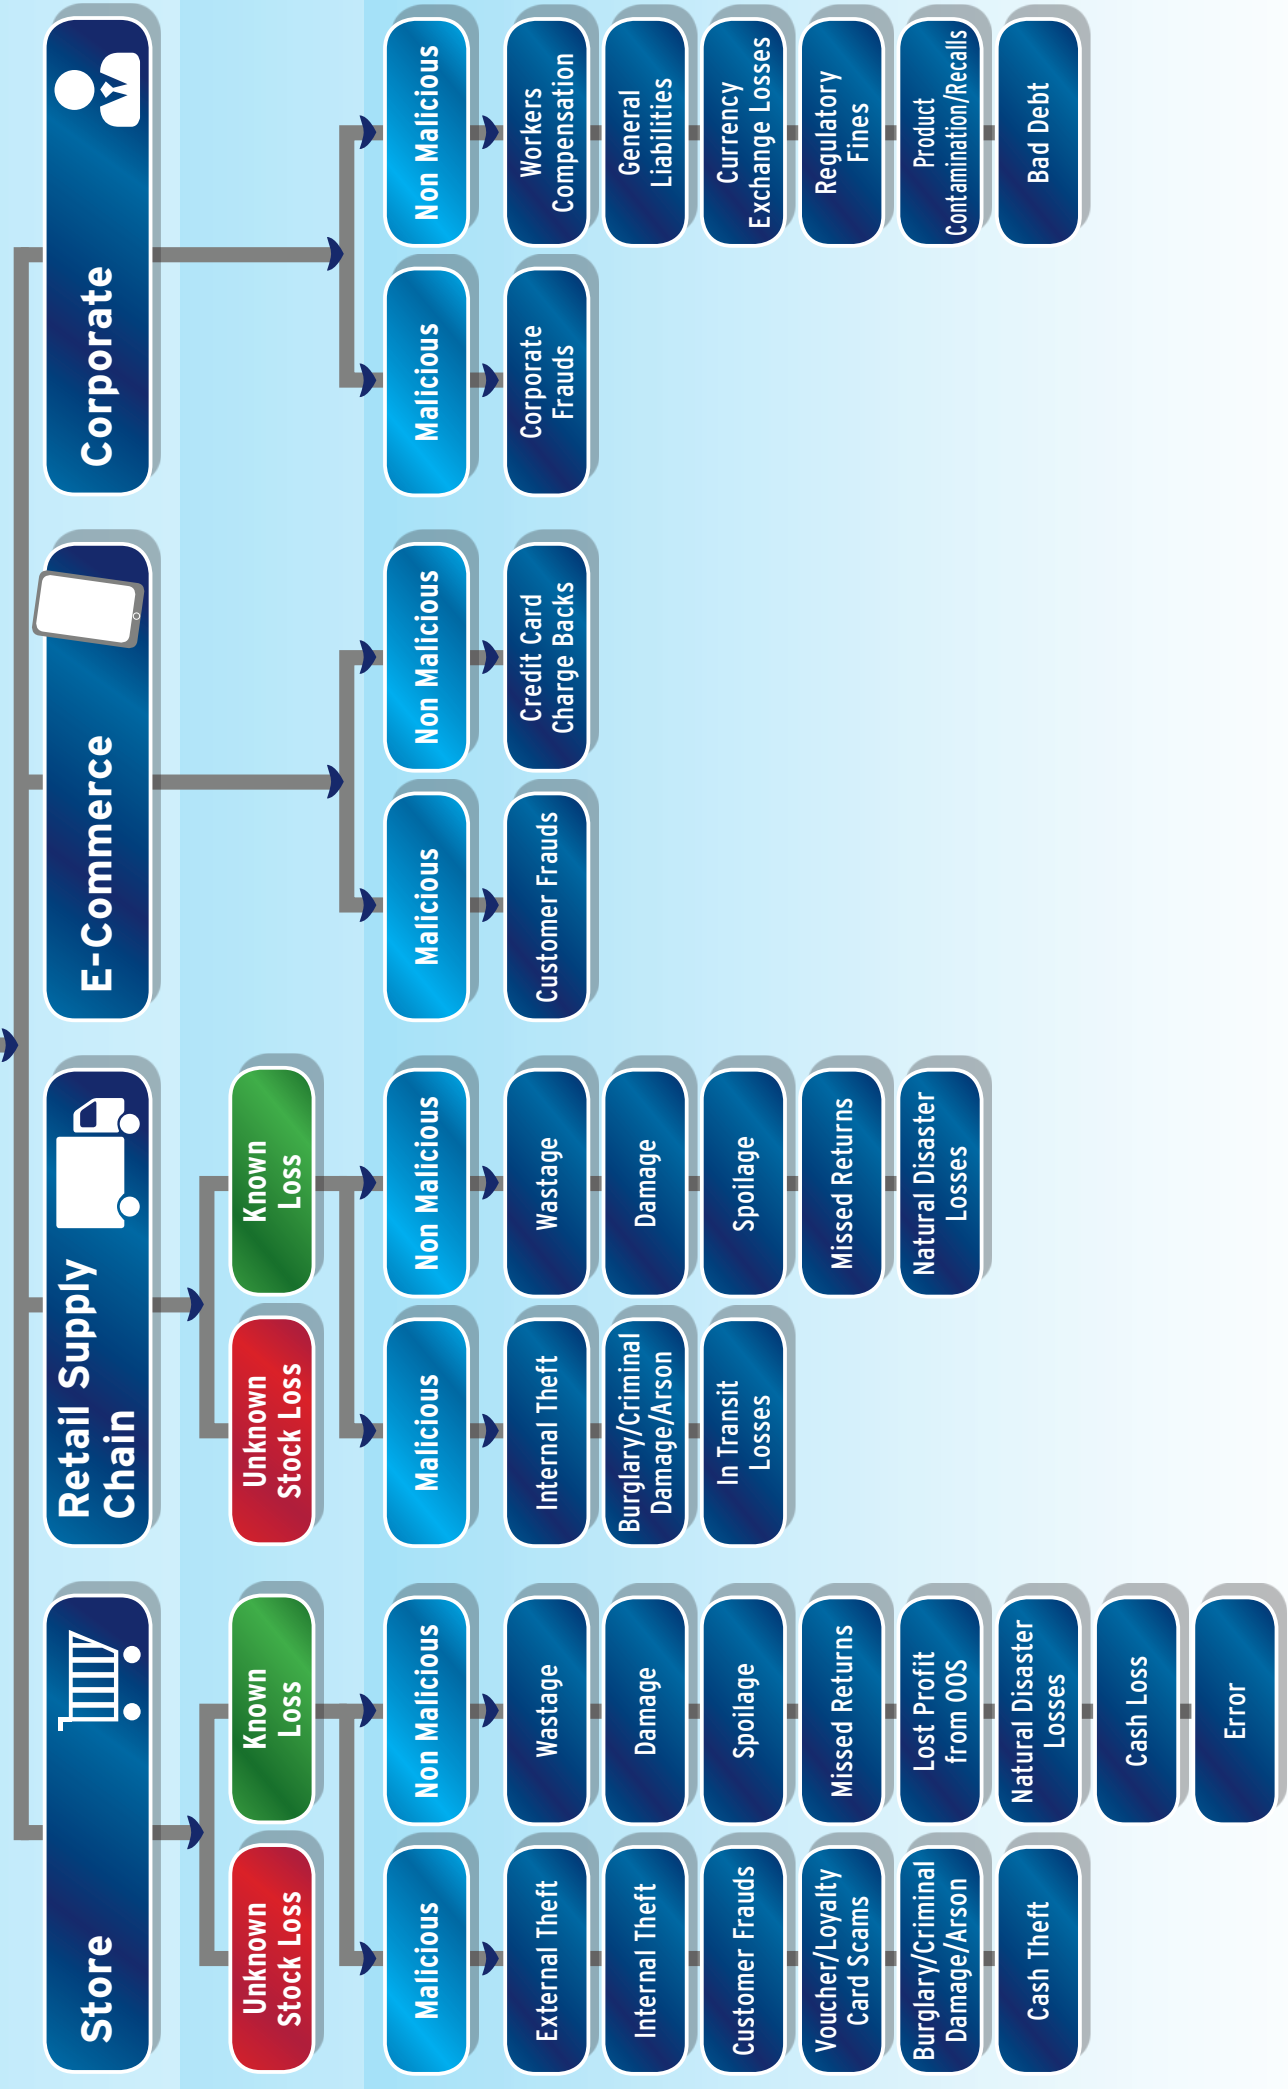 Store
Retail Supply
Chain
E-Commerce
Corporate
Unknown
Stock Loss
Known
Loss
Unknown
Stock Loss
Known
Loss
Malicious
Non Malicious
Malicious
Non Malicious
Malicious
Non Malicious
Malicious
Non Malicious
External Theft
Internal Theft
Customer Frauds
Voucher/Loyalty
Card Scams
Burglary/Criminal
Damage/Arson
Cash Theft
Wastage
Damage
Spoilage
Missed Returns
Lost Profit
from OOS
Natural Disaster
Losses
Cash Loss
Error
Internal Theft
Burglary/Criminal
Damage/Arson
In Transit
Losses
Wastage
Damage
Spoilage
Missed Returns
Natural Disaster
Losses
Customer Frauds
Credit Card
Charge Backs
Corporate
Frauds
Workers
Compensation
General
Liabilities
Currency
Exchange Losses
Regulatory
Fines
Product
Contamination/Recalls
Bad Debt